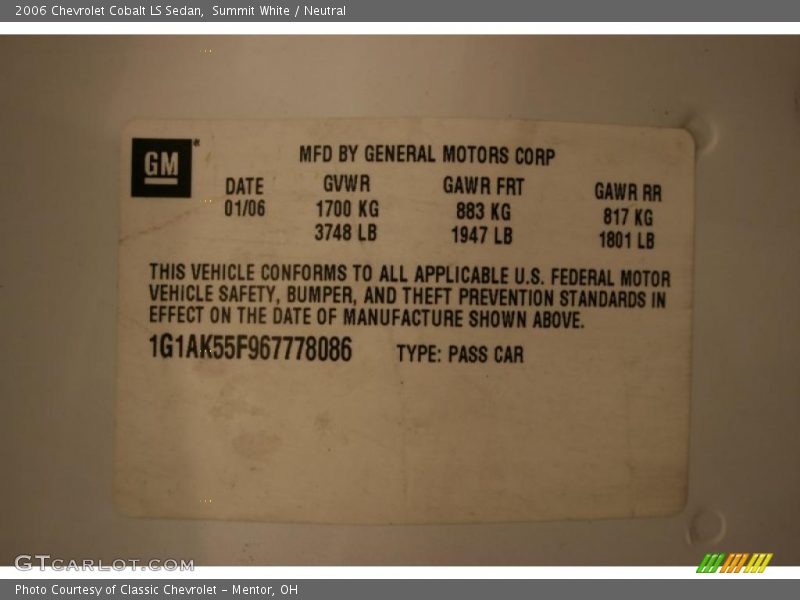 2006 Chevrolet Cobalt LS Sedan,  Summit White / Neutral
GM®
MFD BY GENERAL MOTORS CORP
DATE GVWR GAWR FRT GAWR RR
01/06 1700 KG 883 KG 817 KG
3748 LB 1947 LB 1801 LB
THIS VEHICLE CONFORMS TO ALL APPLICABLE U.S. FEDERAL MOTOR
VEHICLE SAFETY, BUMPER, AND THEFT PREVENTION STANDARDS IN
EFFECT ON THE DATE OF MANUFACTURE SHOWN ABOVE.
1G1AK55F967778086 TYPE: PASS CAR
GTCARLOT.COM
Photo Courtesy of Classic Chevrolet - Mentor, OH